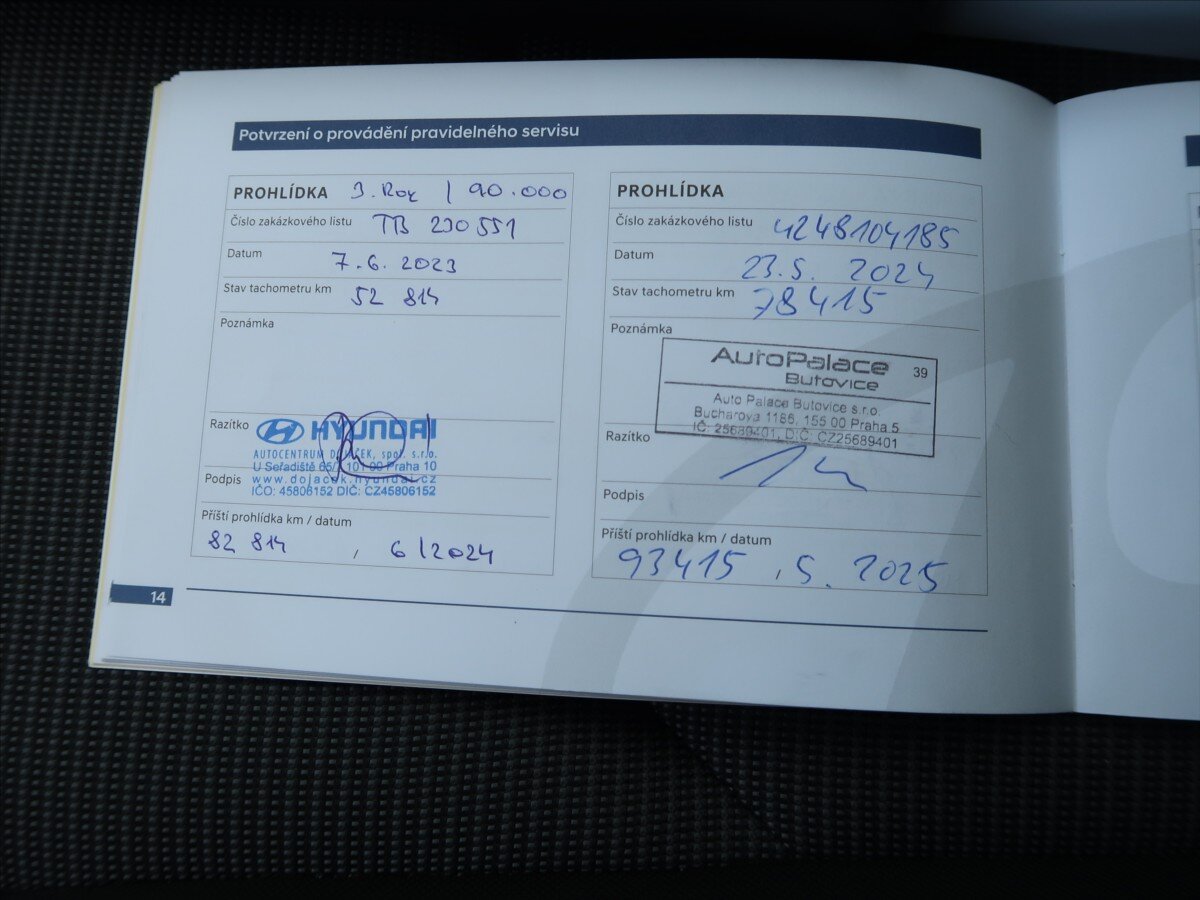 Potvrzení o provádění pravidelného servisu
PROHLÍDKA 3. Rok / 90.000
Číslo zakázkového listu TB 230551
Datum 7.6. 2023
Stav tachometru km 52 814
Poznámka
Razítko HYUNDAI
AUTOCENTRUM DOJÁČEK, spol. s.r.o.
U Seřadiště 65/7, 101 00 Praha 10
Podpis www.dojacek.hyundai.cz
IČO: 45806152 DIČ: CZ45806152
Příští prohlídka km / datum
82 814 , 6/2024
PROHLÍDKA
Číslo zakázkového listu 4248104185
Datum 23.5. 2024
Stav tachometru km 78415
Poznámka
AutoPalace 39
Butovice
Auto Palace Butovice s.r.o.
Bucharova 1186, 155 00 Praha 5
IČ: 25689401, DIČ: CZ25689401
Razítko
Podpis
Příští prohlídka km / datum
93415 , 5. 2025
14